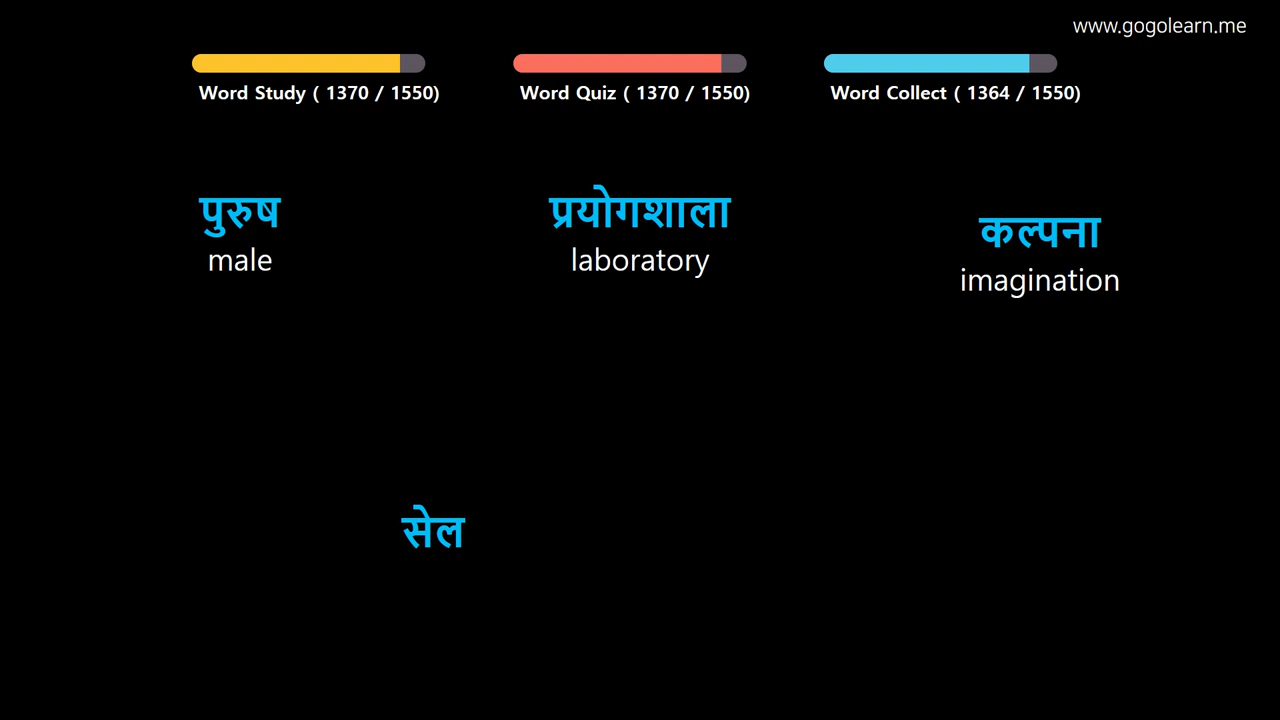 www.gogolearn.me
Word Study ( 1370 / 1550)
Word Quiz ( 1370 / 1550)
Word Collect ( 1364 / 1550)
पुरुष
male
प्रयोगशाला
laboratory
कल्पना
imagination
सेल